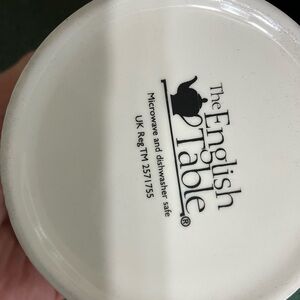 The English
Table®
Microwave and dishwasher safe
UK Reg TM 2571755